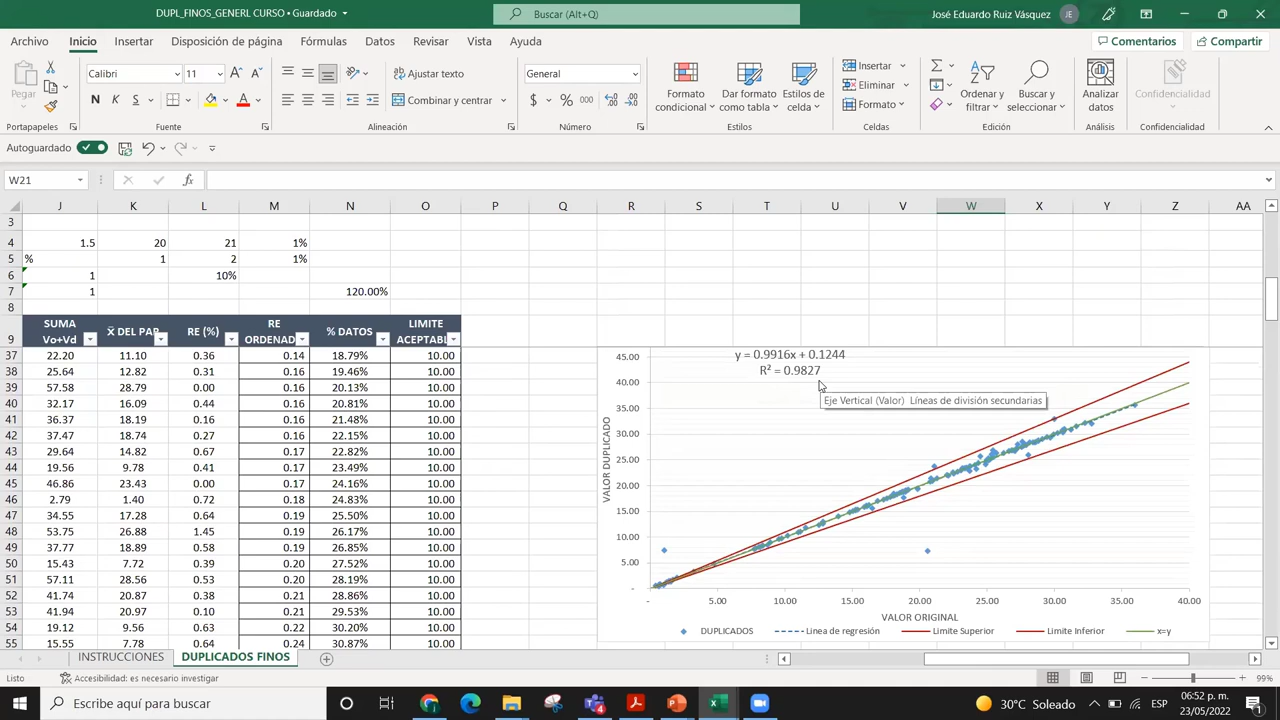 DUPL_FINOS_GENERL CURSO • Guardado
Buscar (Alt+Q)
José Eduardo Ruiz Vásquez
JE
Archivo Inicio Insertar Disposición de página Fórmulas Datos Revisar Vista Ayuda
Comentarios
Compartir
Pegar
Portapapeles
Calibri 11
N K S
Fuente
Ajustar texto
Combinar y centrar
Alineación
General
$ % 000
Número
Formato condicional
Dar formato como tabla
Estilos de celda
Estilos
Insertar
Eliminar
Formato
Celdas
Ordenar y filtrar
Buscar y seleccionar
Edición
Analizar datos
Análisis
Confidencialidad
Confidencialidad
Autoguardado
W21
fx
J K L M N O P Q R S T U V W X Y Z AA
3
4 1.5 20 21 1%
5 % 1 2 1%
6 1 10%
7 1 120.00%
8
9 SUMA Vo+Vd X̄ DEL PAR RE (%) RE ORDENAD % DATOS LIMITE ACEPTABL
37 22.20 11.10 0.36 0.14 18.79% 10.00
38 25.64 12.82 0.31 0.16 19.46% 10.00
39 57.58 28.79 0.00 0.16 20.13% 10.00
40 32.17 16.09 0.44 0.16 20.81% 10.00
41 36.37 18.19 0.19 0.16 21.48% 10.00
42 37.47 18.74 0.27 0.16 22.15% 10.00
43 29.64 14.82 0.67 0.17 22.82% 10.00
44 19.56 9.78 0.41 0.17 23.49% 10.00
45 46.86 23.43 0.00 0.17 24.16% 10.00
46 2.79 1.40 0.72 0.18 24.83% 10.00
47 34.55 17.28 0.64 0.19 25.50% 10.00
48 53.75 26.88 1.45 0.19 26.17% 10.00
49 37.77 18.89 0.58 0.19 26.85% 10.00
50 15.43 7.72 0.39 0.20 27.52% 10.00
51 57.11 28.56 0.53 0.20 28.19% 10.00
52 41.74 20.87 0.38 0.21 28.86% 10.00
53 41.94 20.97 0.10 0.21 29.53% 10.00
54 19.12 9.56 0.63 0.22 30.20% 10.00
55 15.55 7.78 0.64 0.24 30.87% 10.00
y = 0.9916x + 0.1244
R² = 0.9827
Eje Vertical (Valor) Líneas de división secundarias
VALOR DUPLICADO
45.00
40.00
35.00
30.00
25.00
20.00
15.00
10.00
5.00
-
- 5.00 10.00 15.00 20.00 25.00 30.00 35.00 40.00
VALOR ORIGINAL
DUPLICADOS Linea de regresión Limite Superior Limite Inferior x=y
INSTRUCCIONES DUPLICADOS FINOS
Listo
Accesibilidad: es necesario investigar
99%
Escribe aquí para buscar
30°C Soleado
ESP
06:52 p. m.
23/05/2022